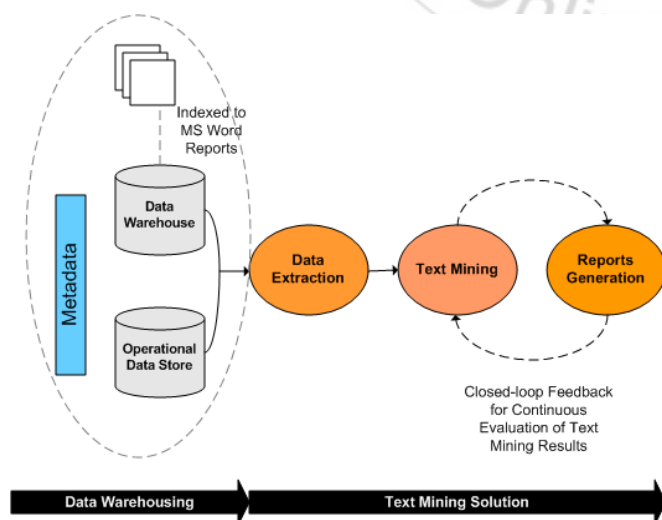 Indexed to
MS Word
Reports
Data
Warehouse
Metadata
Operational
Data Store
Data
Extraction
Text Mining
Reports
Generation
Closed-loop Feedback
for Continuous
Evaluation of Text
Mining Results
Data Warehousing
Text Mining Solution